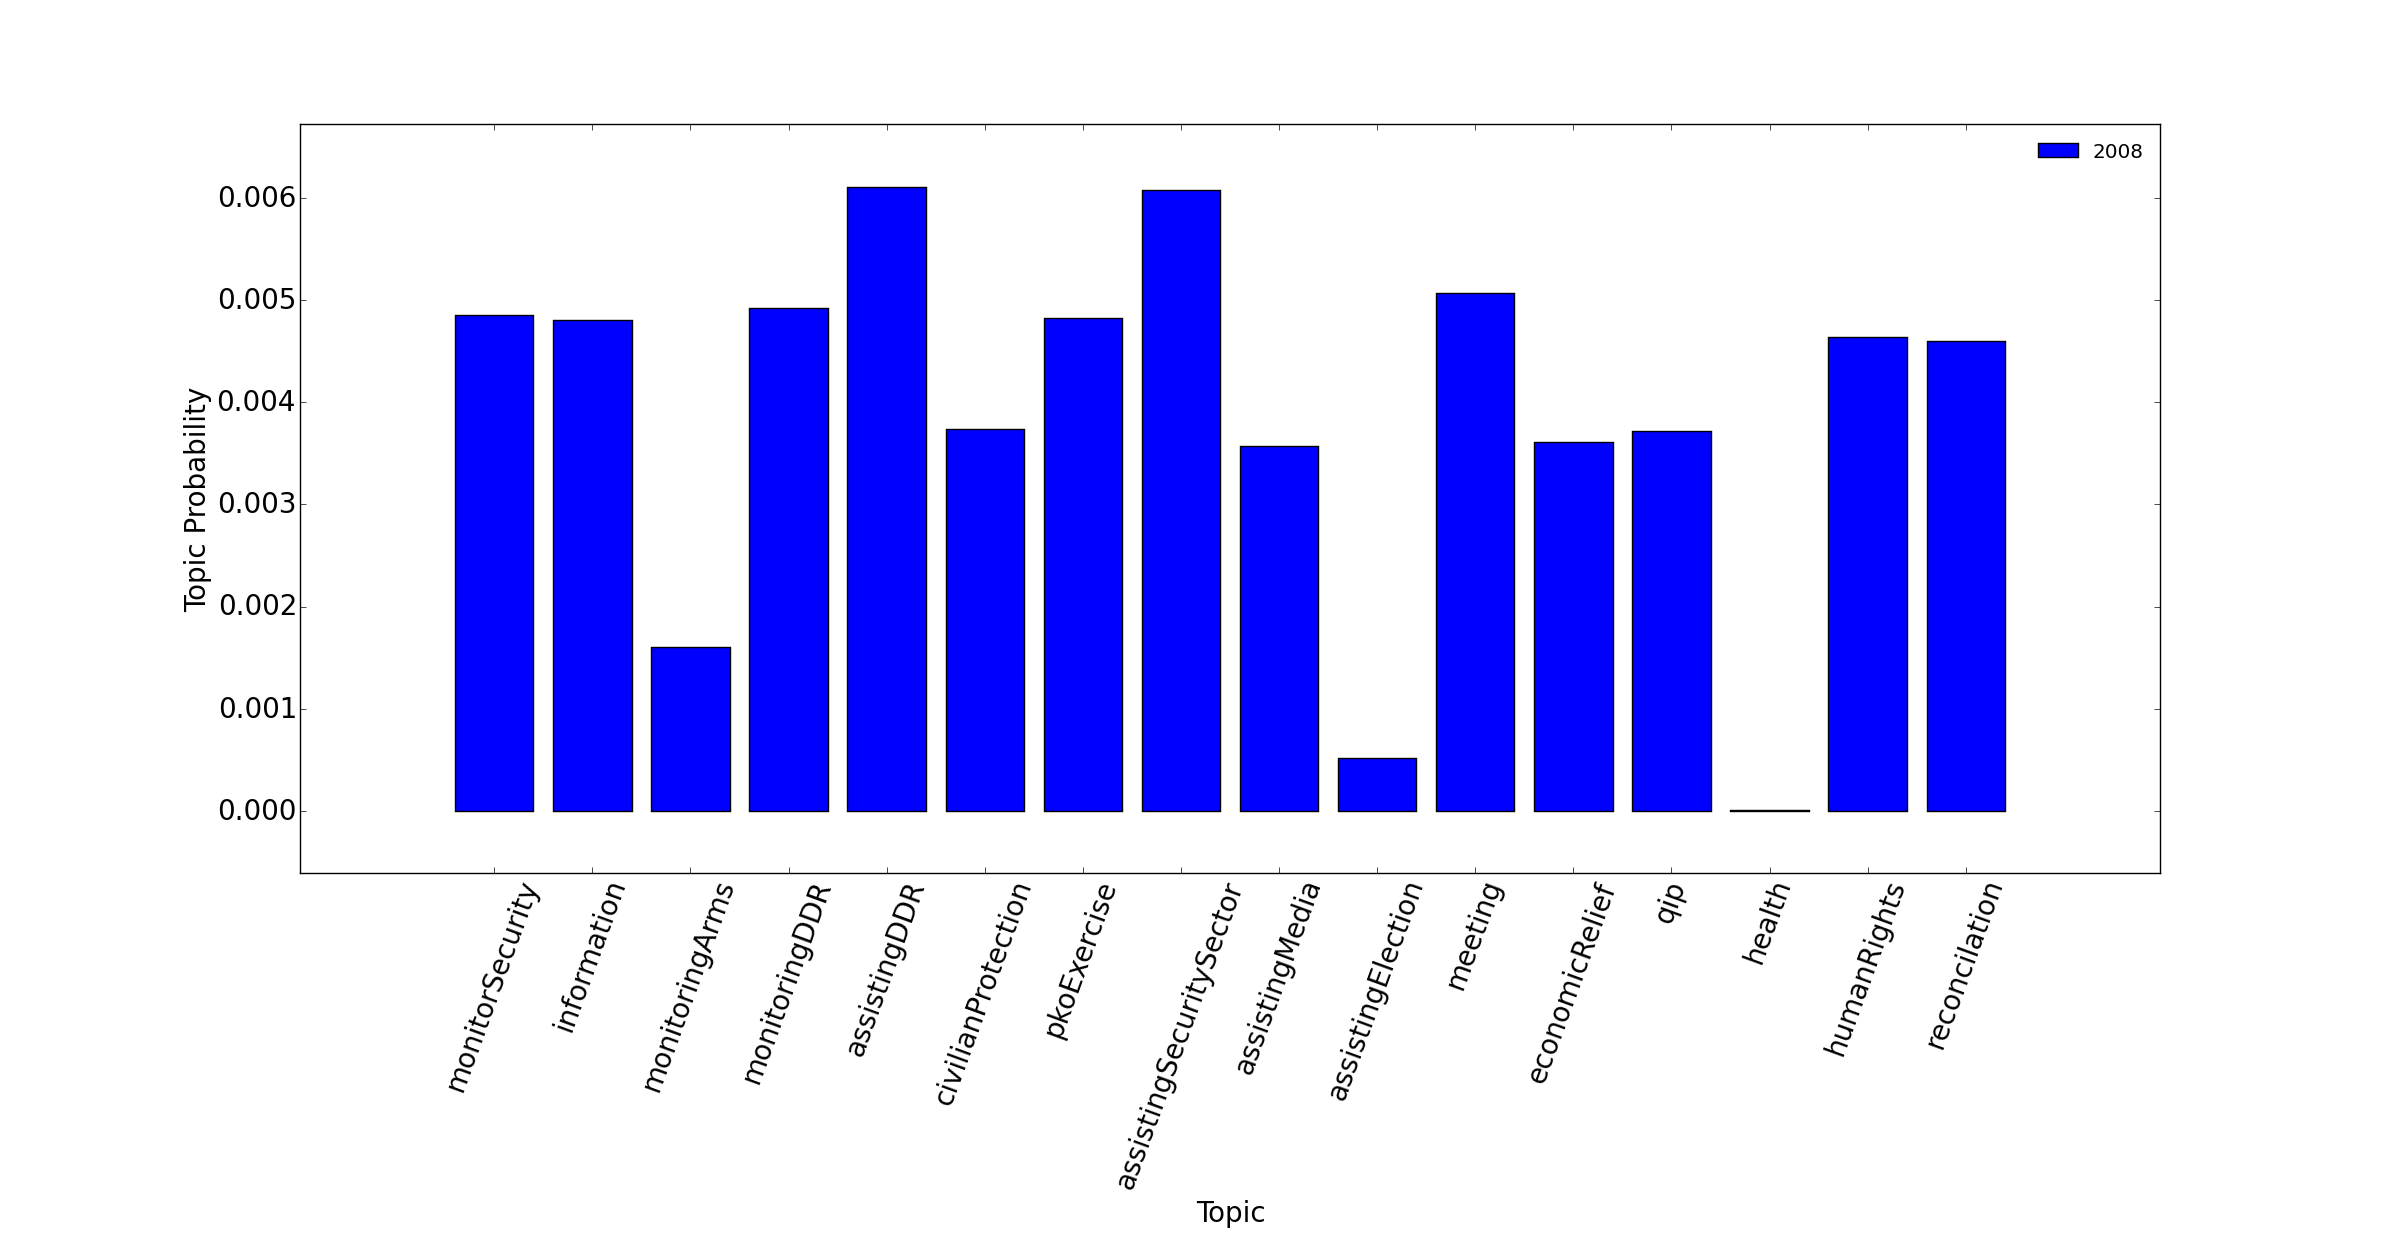 2008
0.006
0.005
0.004
0.003
0.002
0.001
0.000
Topic Probability
monitorSecurity
information
monitoringArms
monitoringDDR
assistingDDR
civilianProtection
pkoExercise
assistingSecuritySector
assistingMedia
assistingElection
meeting
economicRelief
qip
health
humanRights
reconcilation
Topic